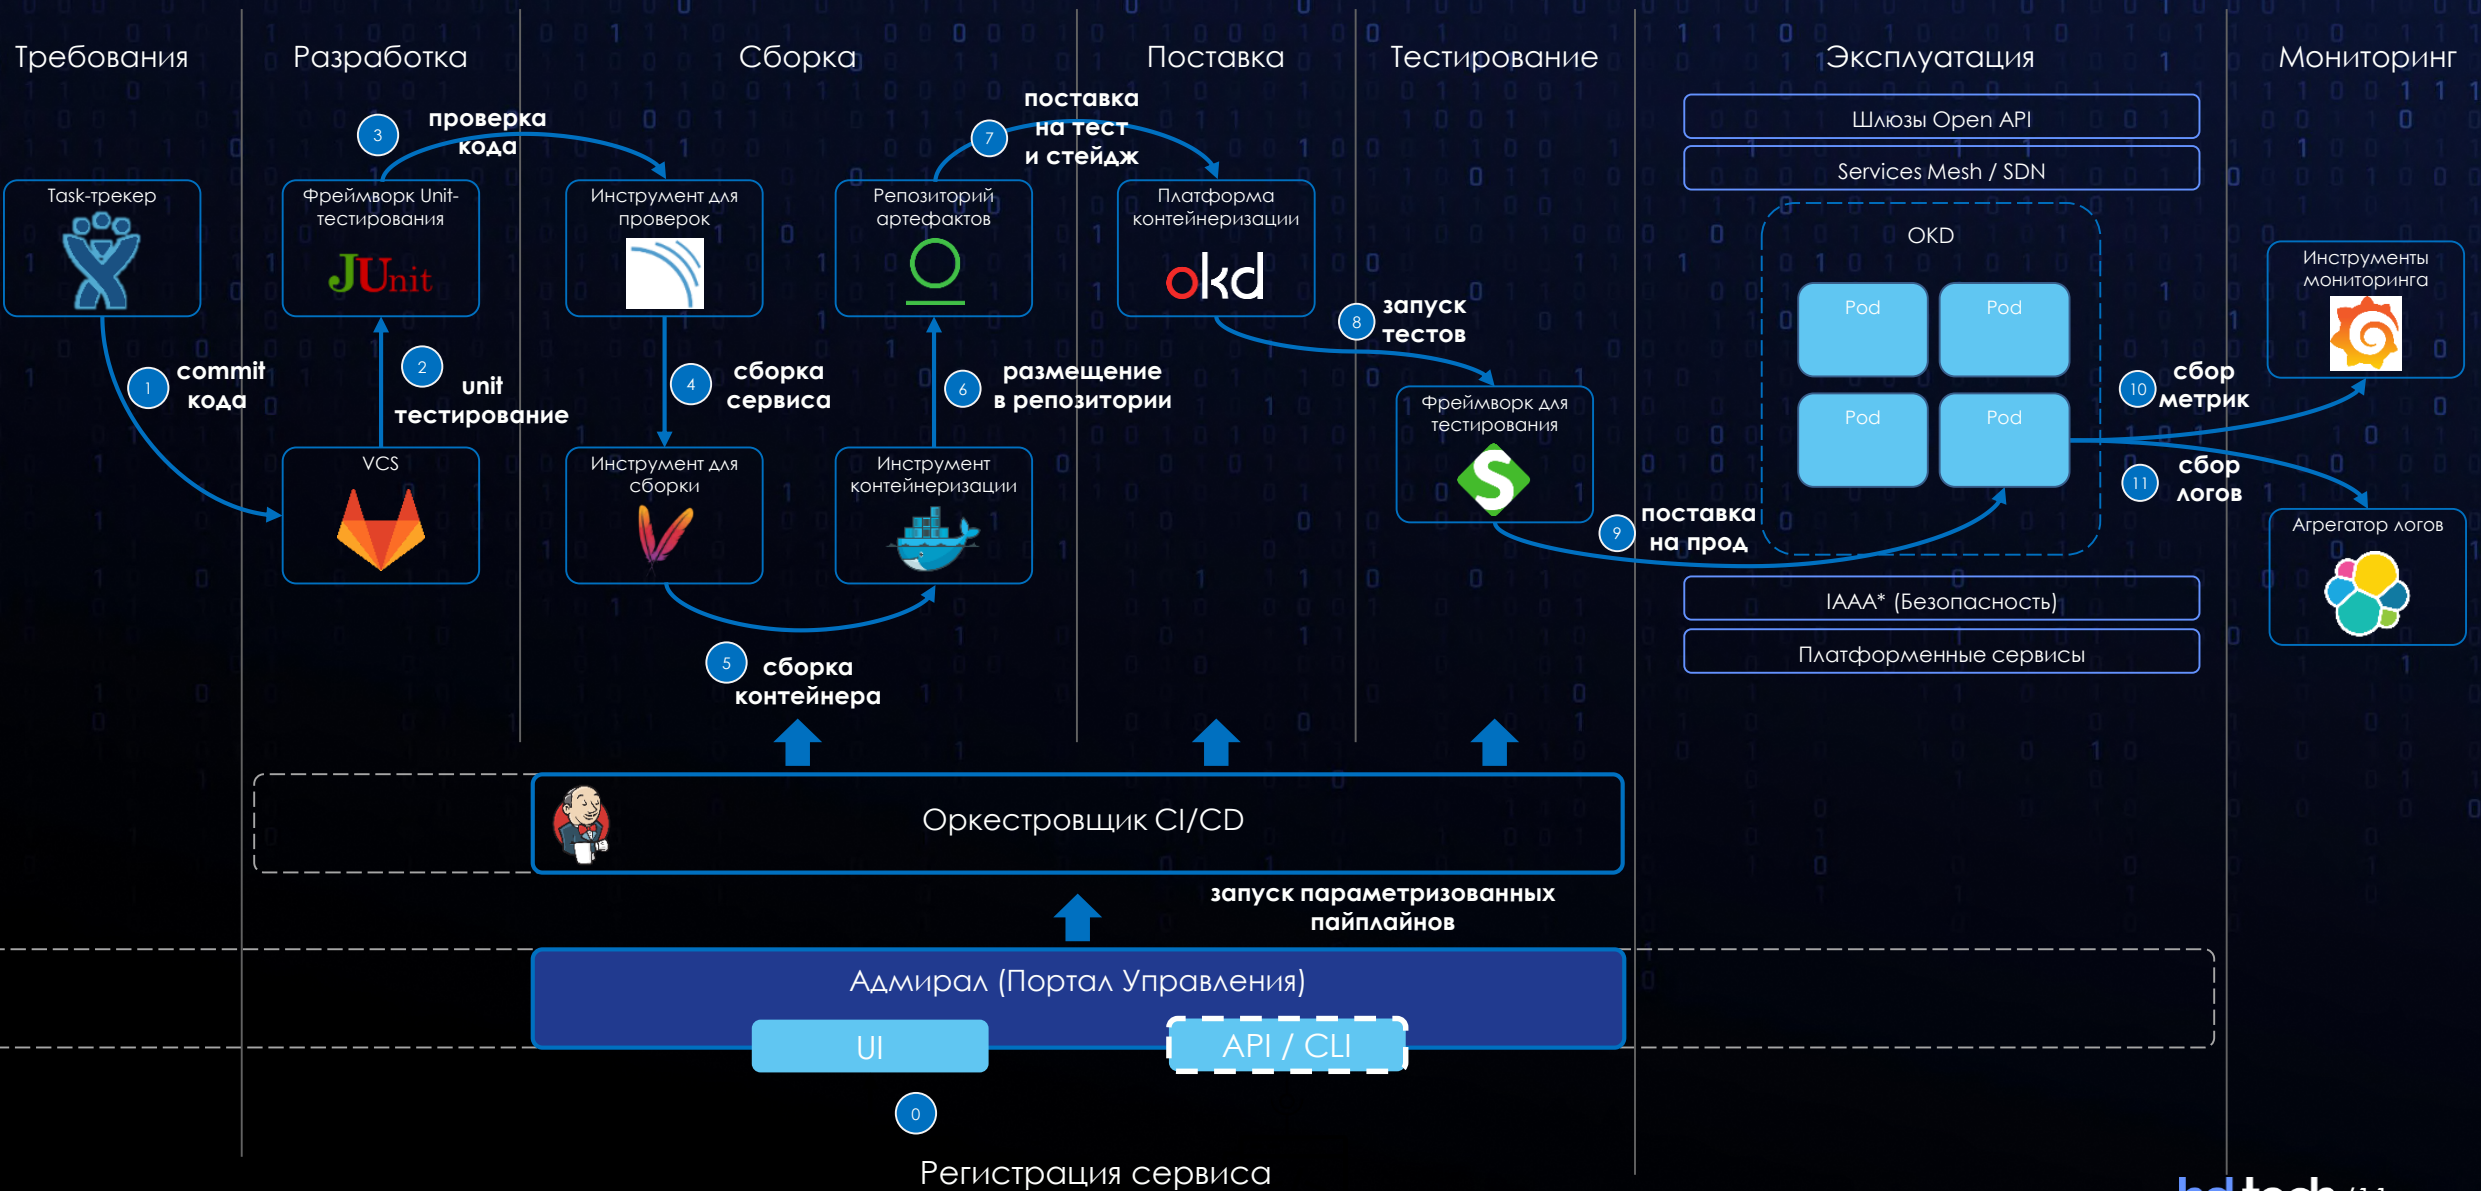 Требования
Разработка
Сборка
Поставка
Тестирование
Эксплуатация
Мониторинг
Task-трекер
1
commit
кода
Фреймворк Unit-
тестирования
JUnit
2
unit
тестирование
VCS
3
проверка
кода
Инструмент для
проверок
4
сборка
сервиса
Инструмент для
сборки
5
сборка
контейнера
Инструмент
контейнеризации
6
размещение
в репозитории
Репозиторий
артефактов
7
поставка
на тест
и стейдж
Платформа
контейнеризации
okd
8
запуск
тестов
Фреймворк для
тестирования
S
9
поставка
на прод
Шлюзы Open API
Services Mesh / SDN
OKD
Pod
Pod
Pod
Pod
IAAA* (Безопасность)
Платформенные сервисы
10
сбор
метрик
Инструменты
мониторинга
11
сбор
логов
Агрегатор логов
Оркестровщик CI/CD
запуск параметризованных
пайплайнов
Адмирал (Портал Управления)
UI
API / CLI
0
Регистрация сервиса